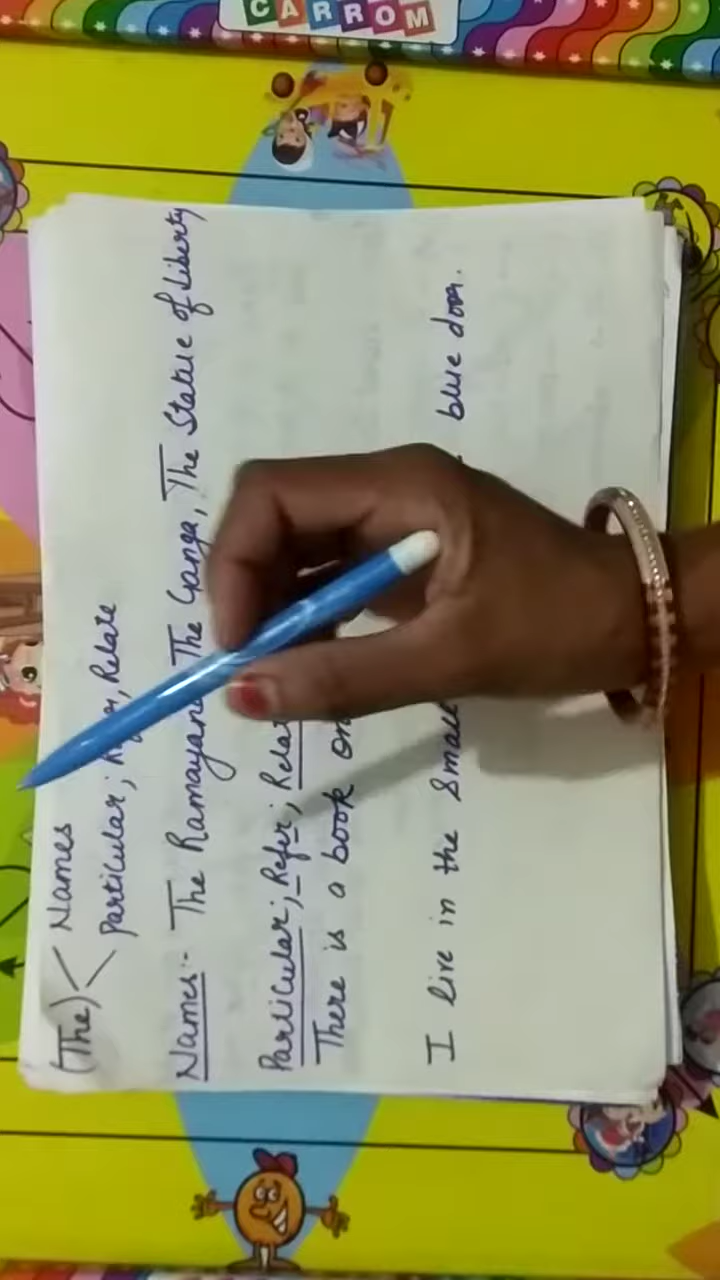 CARROM
(The) Names
Particular; Refer, Relate
Names:- The Ramayana The Ganga, The Statue of Liberty
Particular; Refer; Relat
There is a book on
I live in the Small blue door.